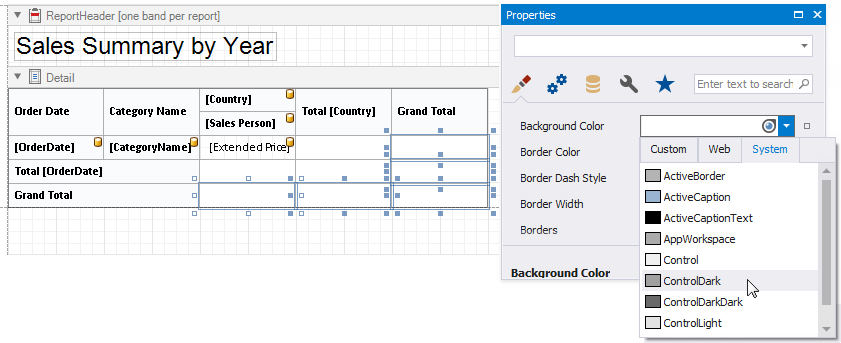 ReportHeader [one band per report]
Sales Summary by Year
Detail
Order Date
Category Name
[Country]
[Sales Person]
Total [Country]
Grand Total
[OrderDate]
[CategoryName]
[Extended Price]
Total [OrderDate]
Grand Total
Properties
Enter text to search
Background Color
Border Color
Border Dash Style
Border Width
Borders
Background Color
Custom
Web
System
ActiveBorder
ActiveCaption
ActiveCaptionText
AppWorkspace
Control
ControlDark
ControlDarkDark
ControlLight